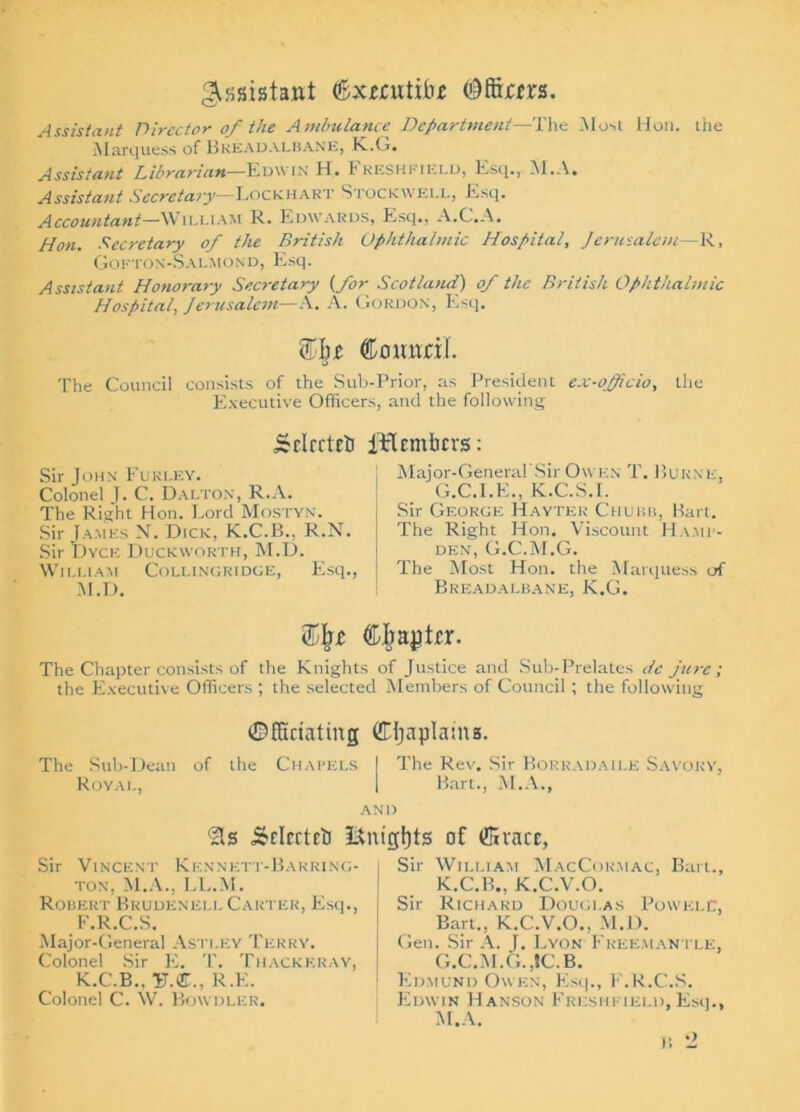 Assistant Executive Officers.
Assistant Director of the Ambulance Department—The Most Hon. the
Marquess of BREADALBANE, K.G.
Assistant Librarian—EDWIN H. FRESHFIELD, Esq., M.A.
Assistant Secretary—LOCKHART STOCKWELL, Esq.
Accountant—WILLIAM R. EDWARDS, Esq., A.C.A.
Hon. Secretary of the British Ophthalmic Hospital, Jerusalem—R,
GOFTON-SALMOND, Esq.
Assistant Honorary Secretary (for Scotland) of the British Ophthalmic
Hospital, Jerusalem—A. A. GORDON, Esq.
The Council.
The Council consists of the Sub-Prior, as President ex-officio, the
Executive Officers, and the following
Selected Members:
Sir JOHN FURLEY.
Colonel J. C. DALTON, R.A.
The Right Hon. Lord MOSTYN.
Sir JAMES N. DICK, K.C.B., R.N.
Sir DYCE DUCKWORTH, M.D.
WILLIAM COLLINGRIDGE, Esq.,
M.D.
Major-General Sir OWEN T. BURNE,
G.C.I.E., K.C.S.I.
Sir GEORGE HAYTER CHUBB, Bart.
The Right Hon. Viscount HAMP-
DEN, G.C.M.G.
The Most Hon. the Marquess of
BREADALBANE, K.G.
The Chapter.
The Chapter consists of the Knights of Justice and Sub-Prelates de jure;
the Executive Officers; the selected Members of Council; the following
Officiating Chaplains.
The Sub-Dean of the CHAPELS
ROYAL,
The Rev. Sir BORRADAILE SAVORY,
Bart., M.A.,
AND
As Selected Knights of Grace,
Sir VINCENT KENNETT-BARRING-
TON, M.A., LL.M.
ROBERT BRUDENELL CARTER, Esq.,
F.R.C.S.
Major-General ASTLEY TERRY.
Colonel Sir E. T. THACKERAY,
K.C.B., V.C., R.E.
Colonel C. W. BOWDLER.
Sir WILLIAM MACCORMAC, Bart.,
K.C.B., K.C.V.O.
Sir RICHARD DOUGLAS POWELL,
Bart., K.C.V.O., M.D.
Gen. Sir A. J. LYON FREEMANTLE,
G.C.M.G., C.B.
EDMUND OWEN, Esq., F.R.C.S.
EDWIN HANSON FRESHFIELD, Esq.,
M.A.
B 2